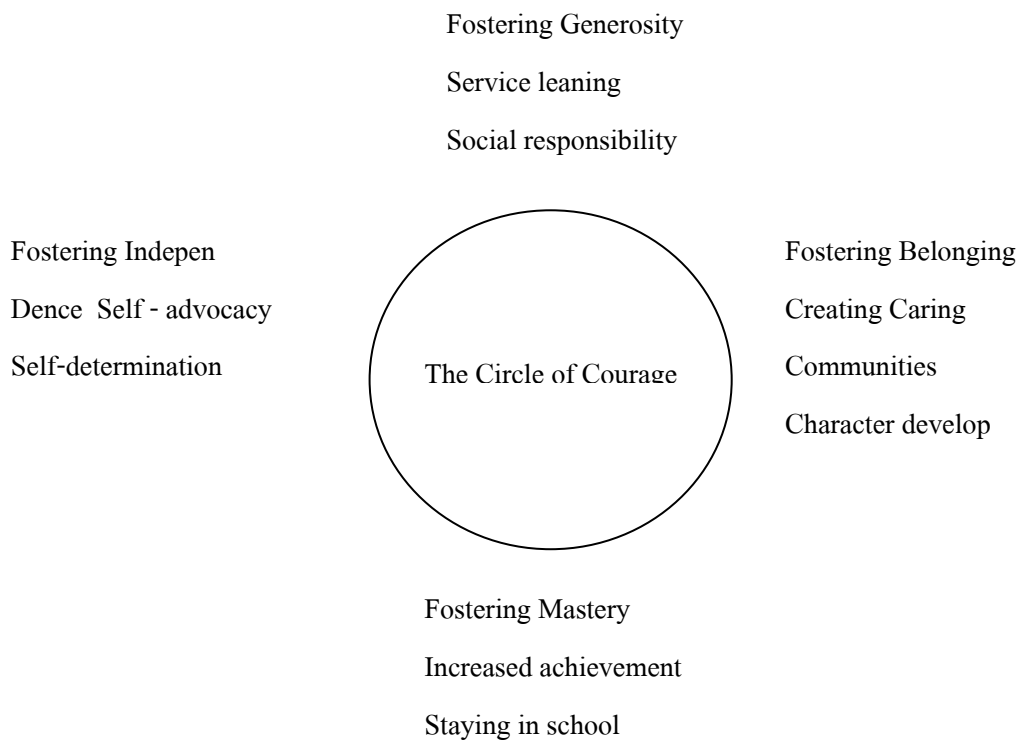 Fostering Generosity
Service leaning
Social responsibility
Fostering Indepen
Dence Self - advocacy
Self-determination
The Circle of Courage
Fostering Belonging
Creating Caring
Communities
Character develop
Fostering Mastery
Increased achievement
Staying in school